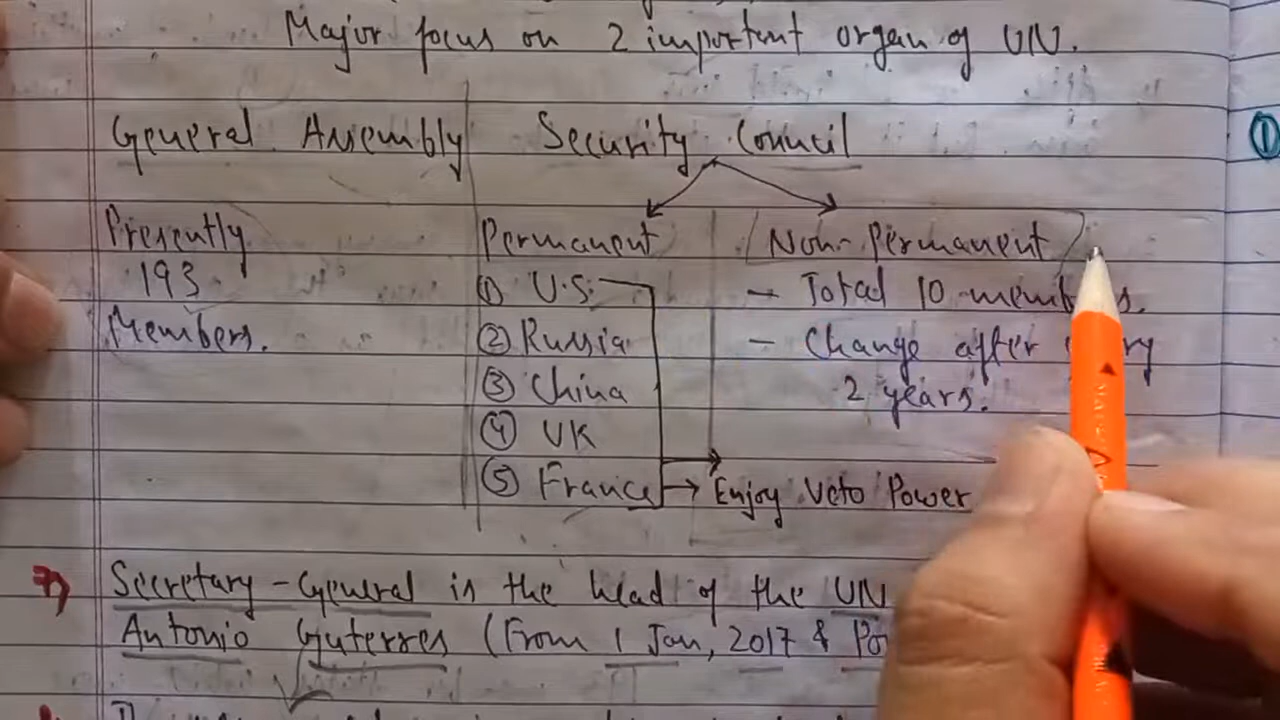 Major focus on 2 important organ of UN.
General Assembly Security Council
①
Presently Permanent Non-Permanent
193 ① U.S. - Total 10 members.
Members. ② Russia - Change after
③ China 2 years.
④ UK
⑤ France → Enjoy Veto Power
7) Secretary-General is the head of the UN
Antonio Guterres (From 1 Jan, 2017 &